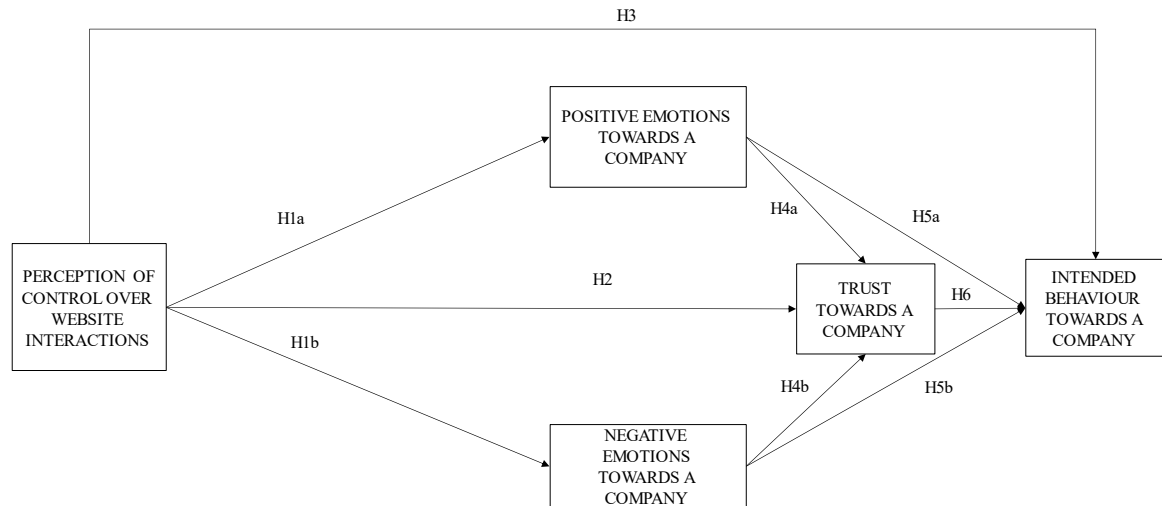 H3
POSITIVE EMOTIONS
TOWARDS A
COMPANY
H1a
H4a
H5a
PERCEPTION OF
CONTROL OVER
WEBSITE
INTERACTIONS
H2
TRUST
TOWARDS A
COMPANY
H6
INTENDED
BEHAVIOUR
TOWARDS A
COMPANY
H1b
H4b
H5b
NEGATIVE
EMOTIONS
TOWARDS A
COMPANY